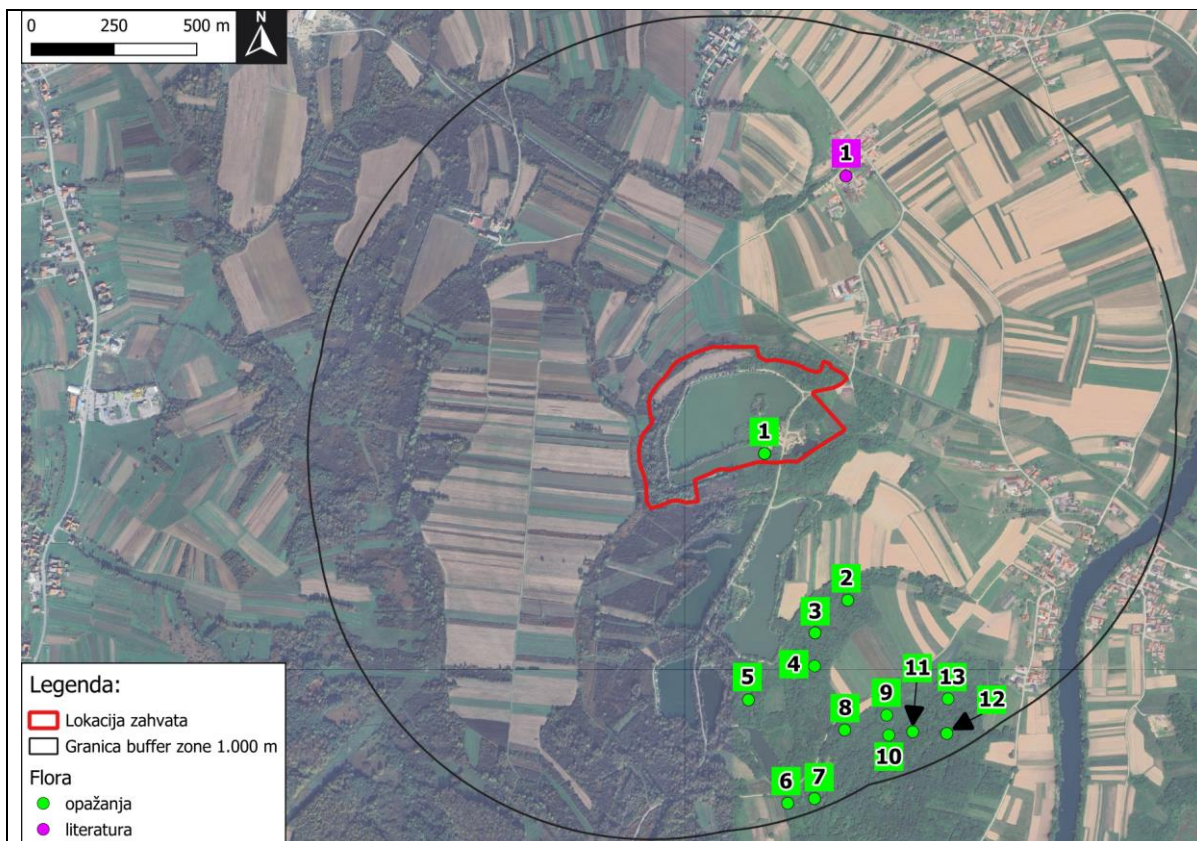 0 250 500 m
N
1
1
2
3
4
5
11
13
12
9
8
10
6
7
Legenda:
Lokacija zahvata
Granica buffer zone 1.000 m
Flora
opažanja
literatura